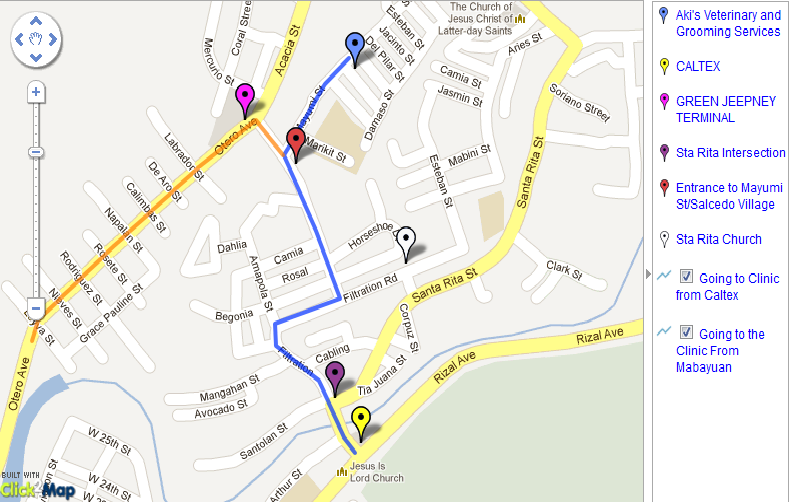 The Church of
Jesus Christ of
Latter-day Saints
Esteban St
Jacinto St
Del Pilar St
Damaso St
Aries St
Camia St
Jasmin St
Soriano Street
Coral Street
Mercurio St
Acacia St
Otero Ave
Mayumi St
Marikit St
Labrador St
De Aro St
Calimbas St
Napalan St
Rosete St
Rodriguez St
Nieves St
Grace Pauline St
Esteban St
Mabini St
Santa Rita St
Dahlia
Camia
Rosal
Amapola St
Begonia
Horseshoe
Filtration Rd
Santa Rita St
Clark St
Corpuz St
Otero Ave
Filtration
Cabling
Tia Juana St
Rizal Ave
Rizal Ave
Mangahan St
Avocado St
Santolan St
W 25th St
W 24th St
Arthur St
Jesus Is
Lord Church
BUILT WITH
Click2Map
Aki's Veterinary and
Grooming Services
CALTEX
GREEN JEEPNEY
TERMINAL
Sta Rita Intersection
Entrance to Mayumi
St/Salcedo Village
Sta Rita Church
Going to Clinic
from Caltex
Going to the
Clinic From
Mabayuan